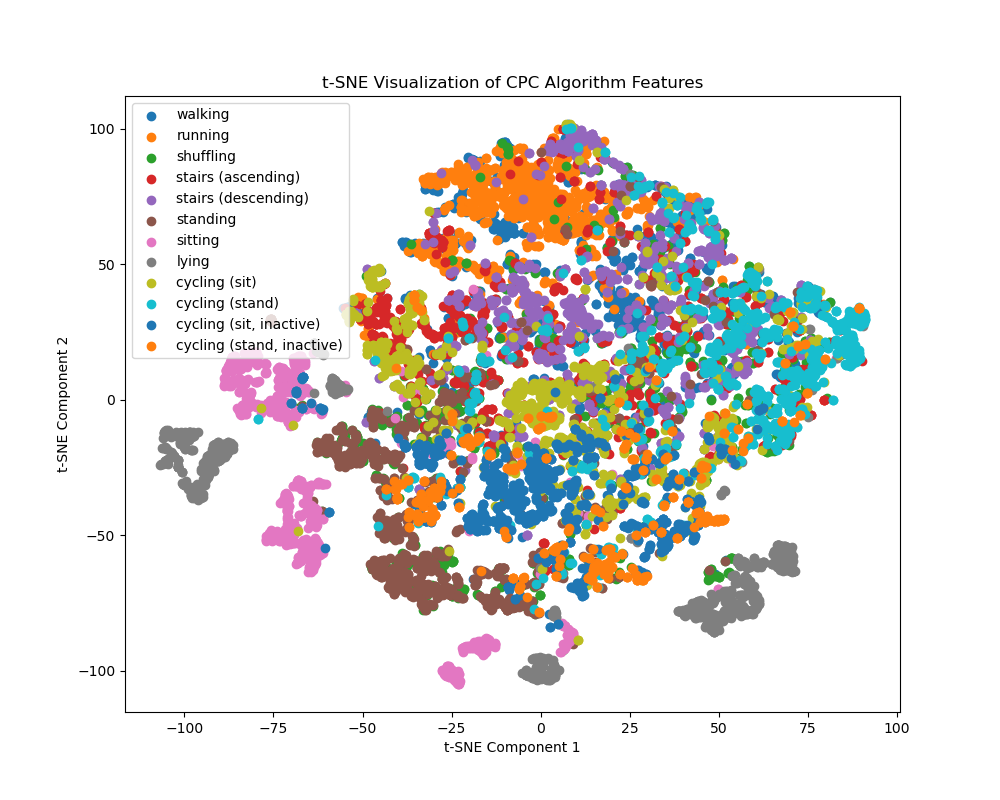 t-SNE Visualization of CPC Algorithm Features
walking
running
shuffling
stairs (ascending)
stairs (descending)
standing
sitting
lying
cycling (sit)
cycling (stand)
cycling (sit, inactive)
cycling (stand, inactive)
100
50
0
−50
−100
t-SNE Component 2
−100
−75
−50
−25
0
25
50
75
100
t-SNE Component 1